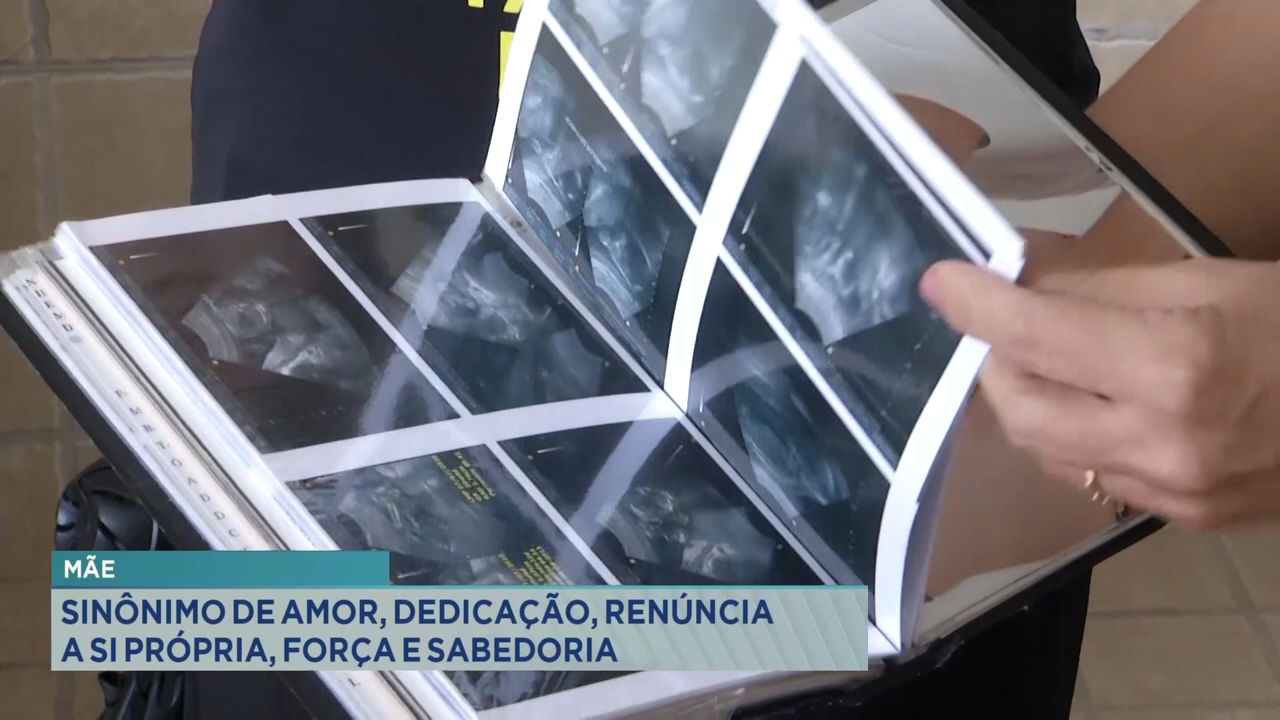 MÃE
SINÔNIMO DE AMOR, DEDICAÇÃO, RENÚNCIA
A SI PRÓPRIA, FORÇA E SABEDORIA